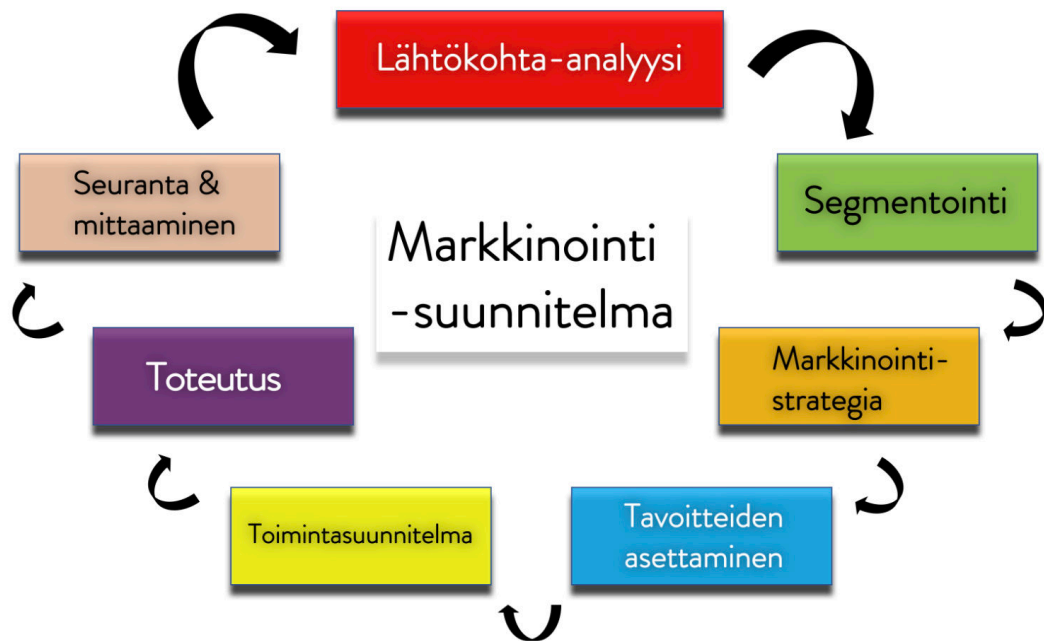 Lähtökohta-analyysi
Segmentointi
Markkinointi-
strategia
Tavoitteiden
asettaminen
Toimintasuunnitelma
Toteutus
Seuranta &
mittaaminen
Markkinointi
-suunnitelma